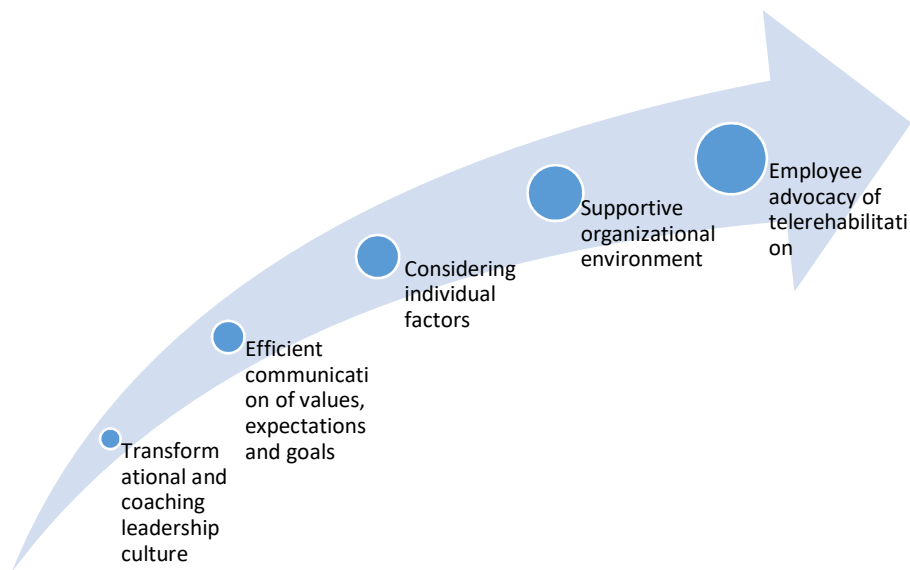 Transform
ational and
coaching
leadership
culture
Efficient
communicati
on of values,
expectations
and goals
Considering
individual
factors
Supportive
organizational
environment
Employee
advocacy of
telerehabilitati
on